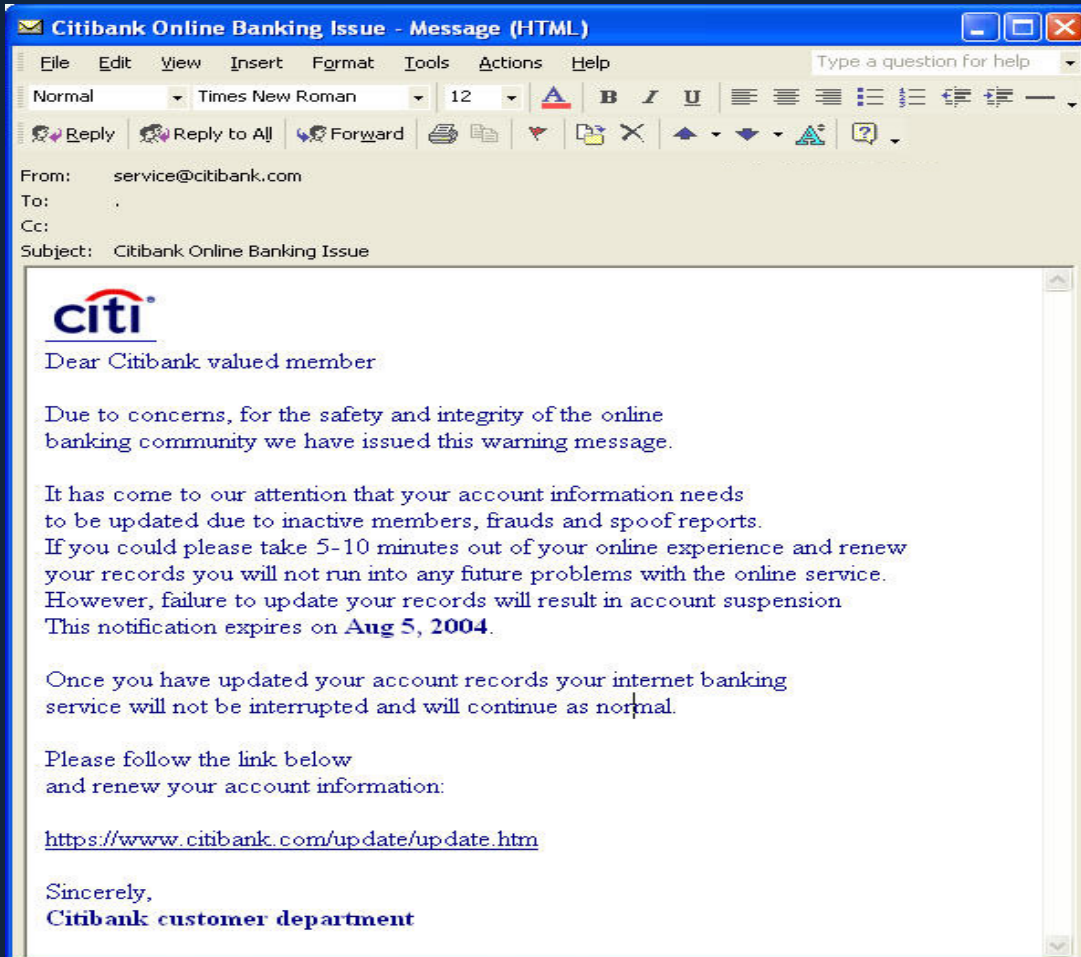 Citibank Online Banking Issue - Message (HTML)
File Edit View Insert Format Tools Actions Help Type a question for help
Normal Times New Roman 12 A B I U
Reply Reply to All Forward
From: service@citibank.com
To: .
Cc:
Subject: Citibank Online Banking Issue
citi
Dear Citibank valued member
Due to concerns, for the safety and integrity of the online
banking community we have issued this warning message.
It has come to our attention that your account information needs
to be updated due to inactive members, frauds and spoof reports.
If you could please take 5-10 minutes out of your online experience and renew
your records you will not run into any future problems with the online service.
However, failure to update your records will result in account suspension
This notification expires on Aug 5, 2004.
Once you have updated your account records your internet banking
service will not be interrupted and will continue as normal.
Please follow the link below
and renew your account information:
https://www.citibank.com/update/update.htm
Sincerely,
Citibank customer department